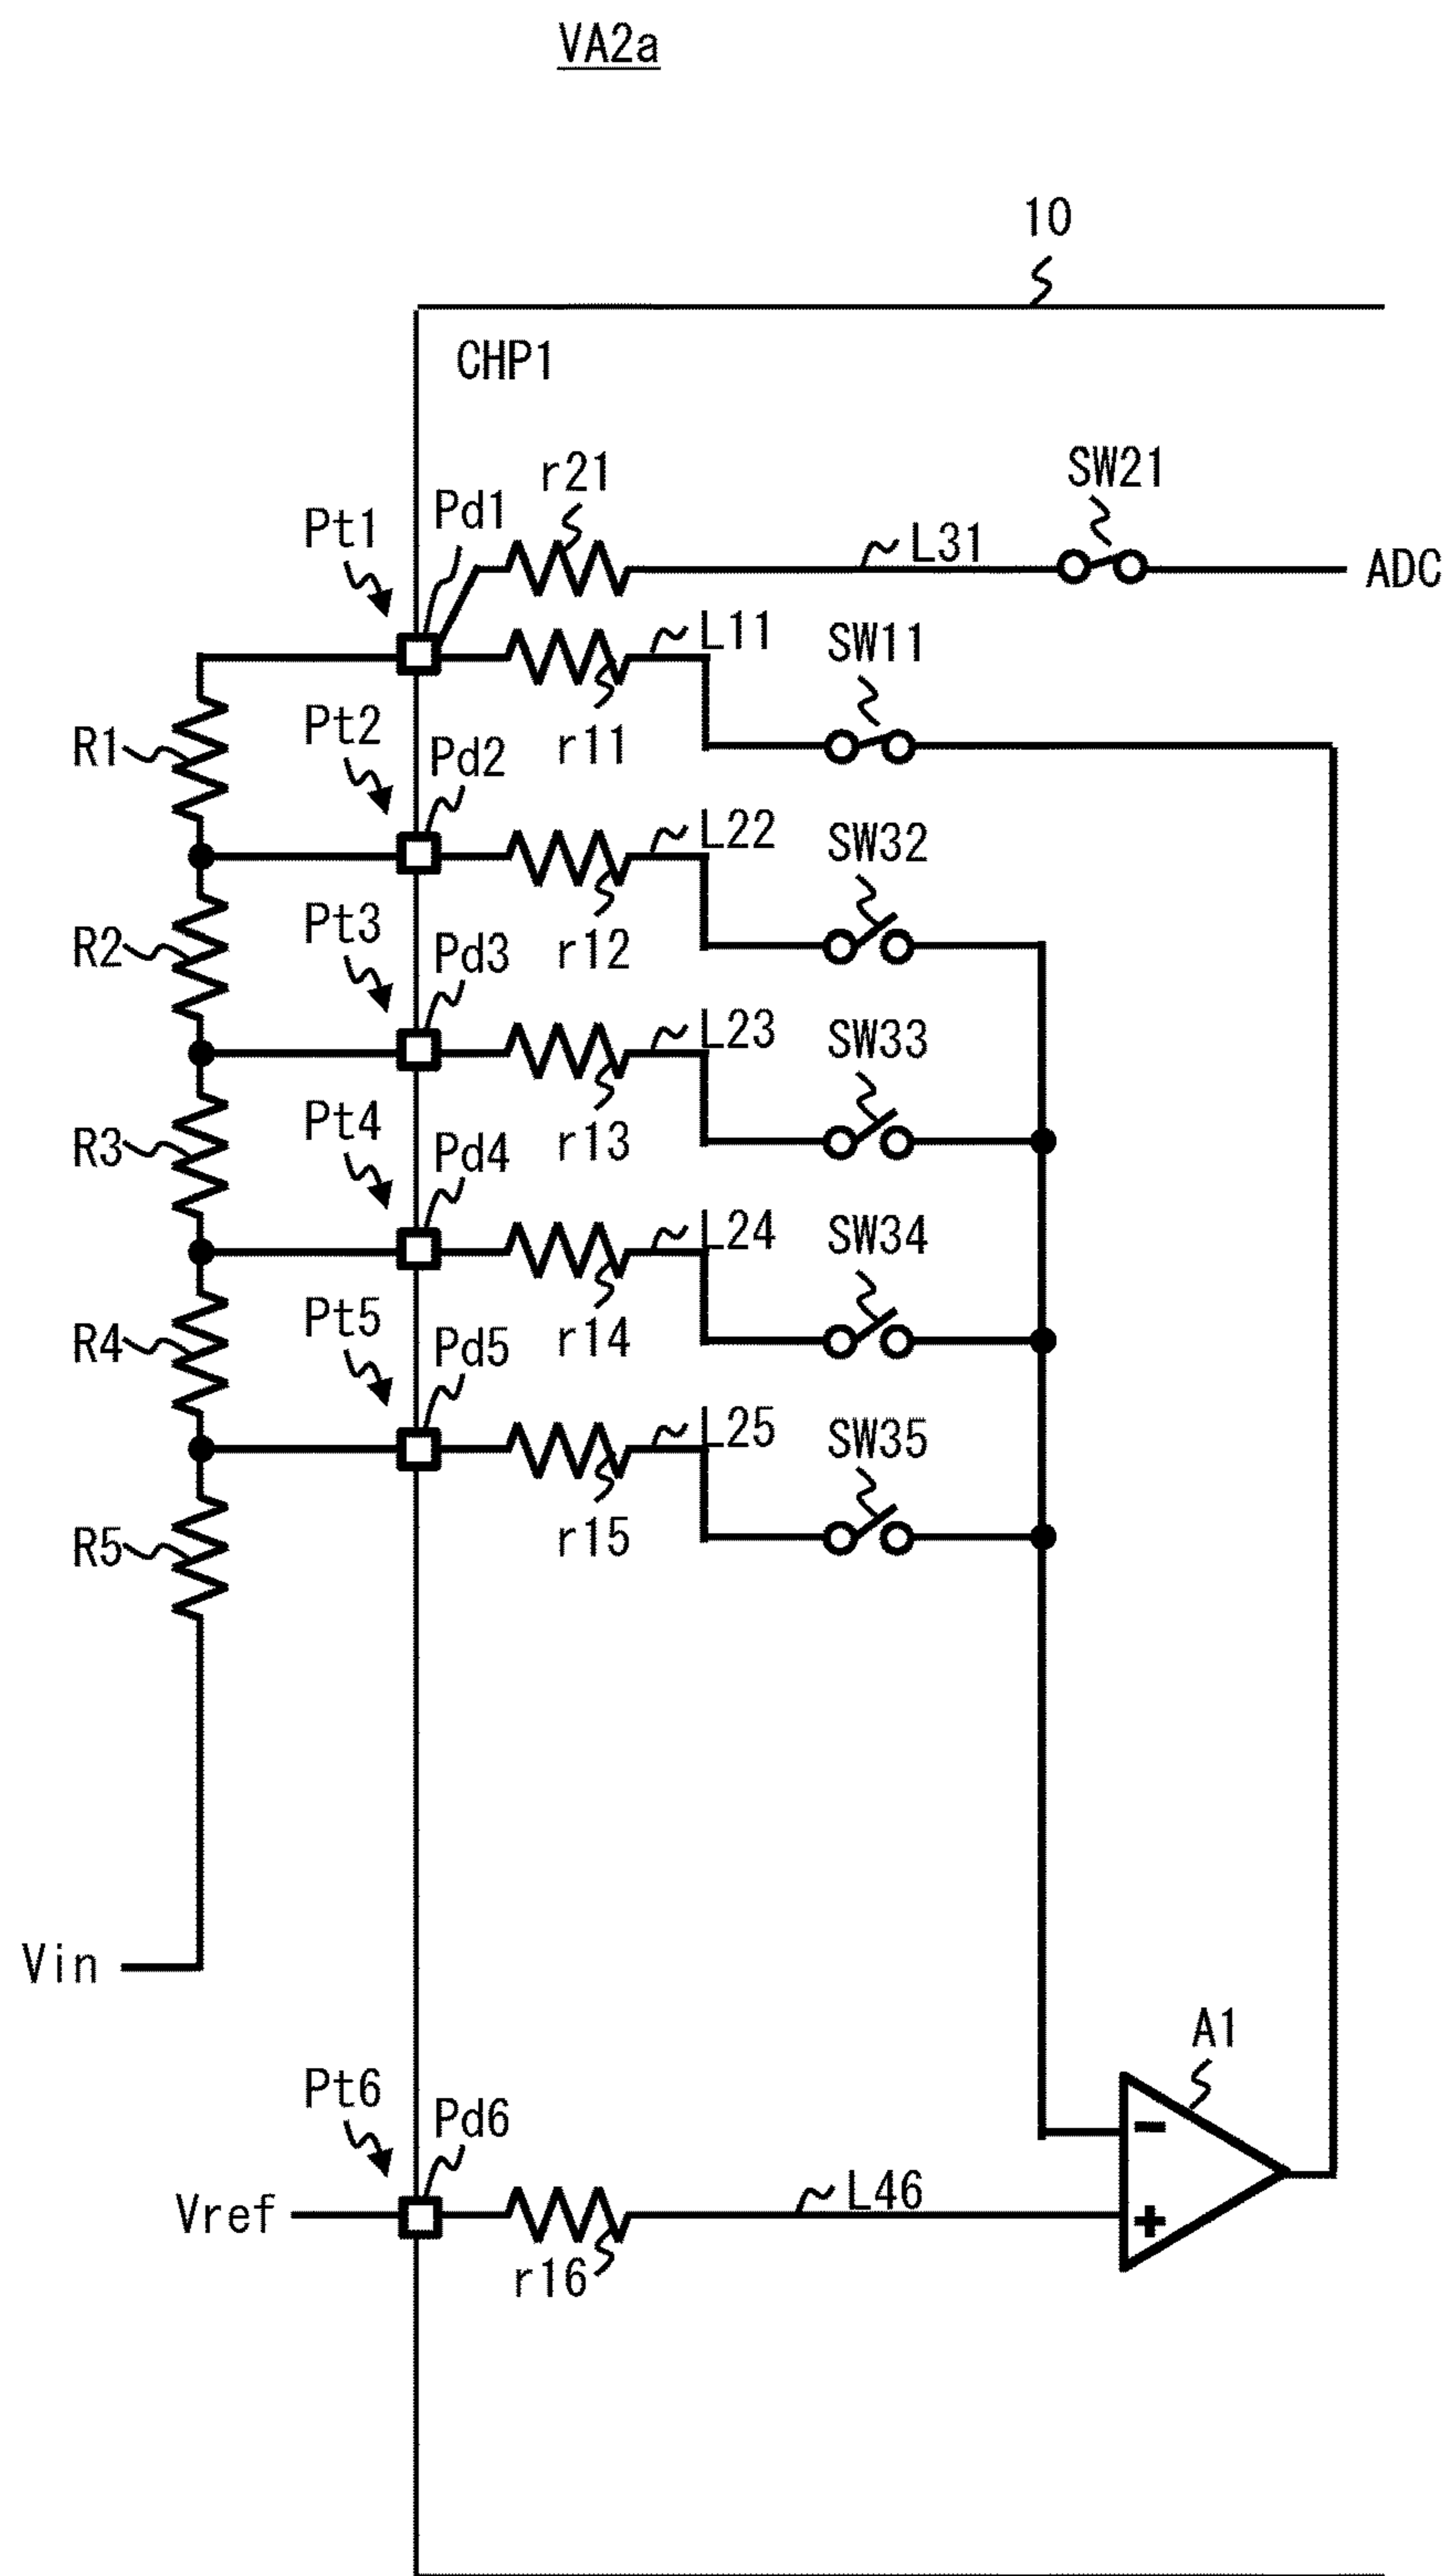 VA2a
10
CHP1
r21
SW21
Pd1
Pt1
L31
ADC
L11
SW11
R1
Pt2
r11
Pd2
L22
SW32
R2
Pt3
r12
Pd3
L23
SW33
R3
Pt4
r13
Pd4
L24
SW34
R4
Pt5
r14
Pd5
L25
SW35
R5
r15
Vin
A1
Pt6
Pd6
−
Vref
L46
+
r16